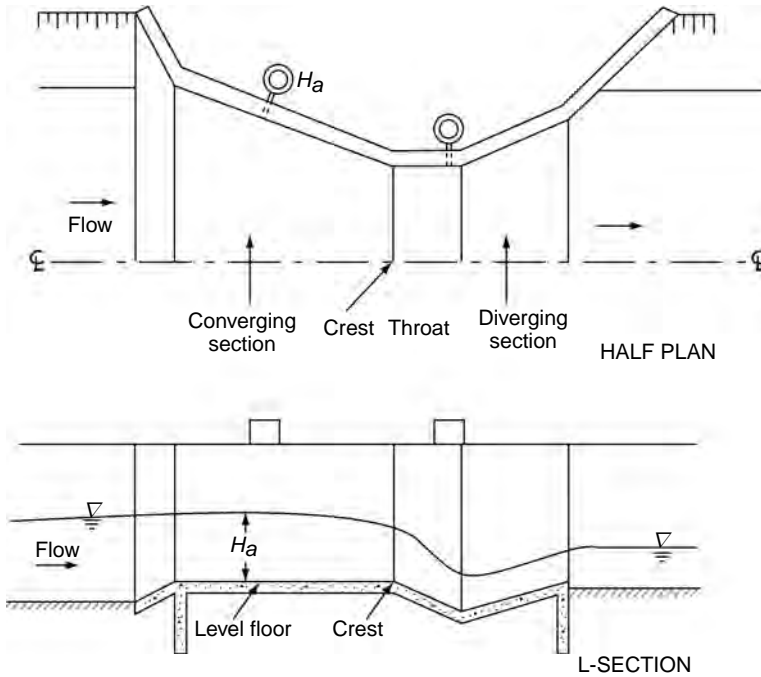 Ha
Flow
℄
℄
Converging
section
Crest
Throat
Diverging
section
HALF PLAN
Flow
Ha
Level floor
Crest
L-SECTION